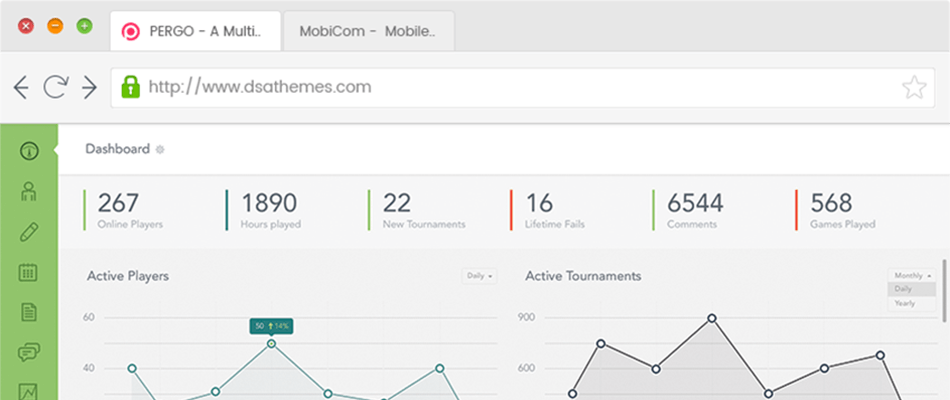 PERGO - A Multi..
MobiCom - Mobile..
http://www.dsathemes.com
Dashboard
267
Online Players
1890
Hours played
22
New Tournaments
16
Lifetime Fails
6544
Comments
568
Games Played
Active Players
Daily
60
50 14%
40
Active Tournaments
Monthly
Daily
Yearly
900
600